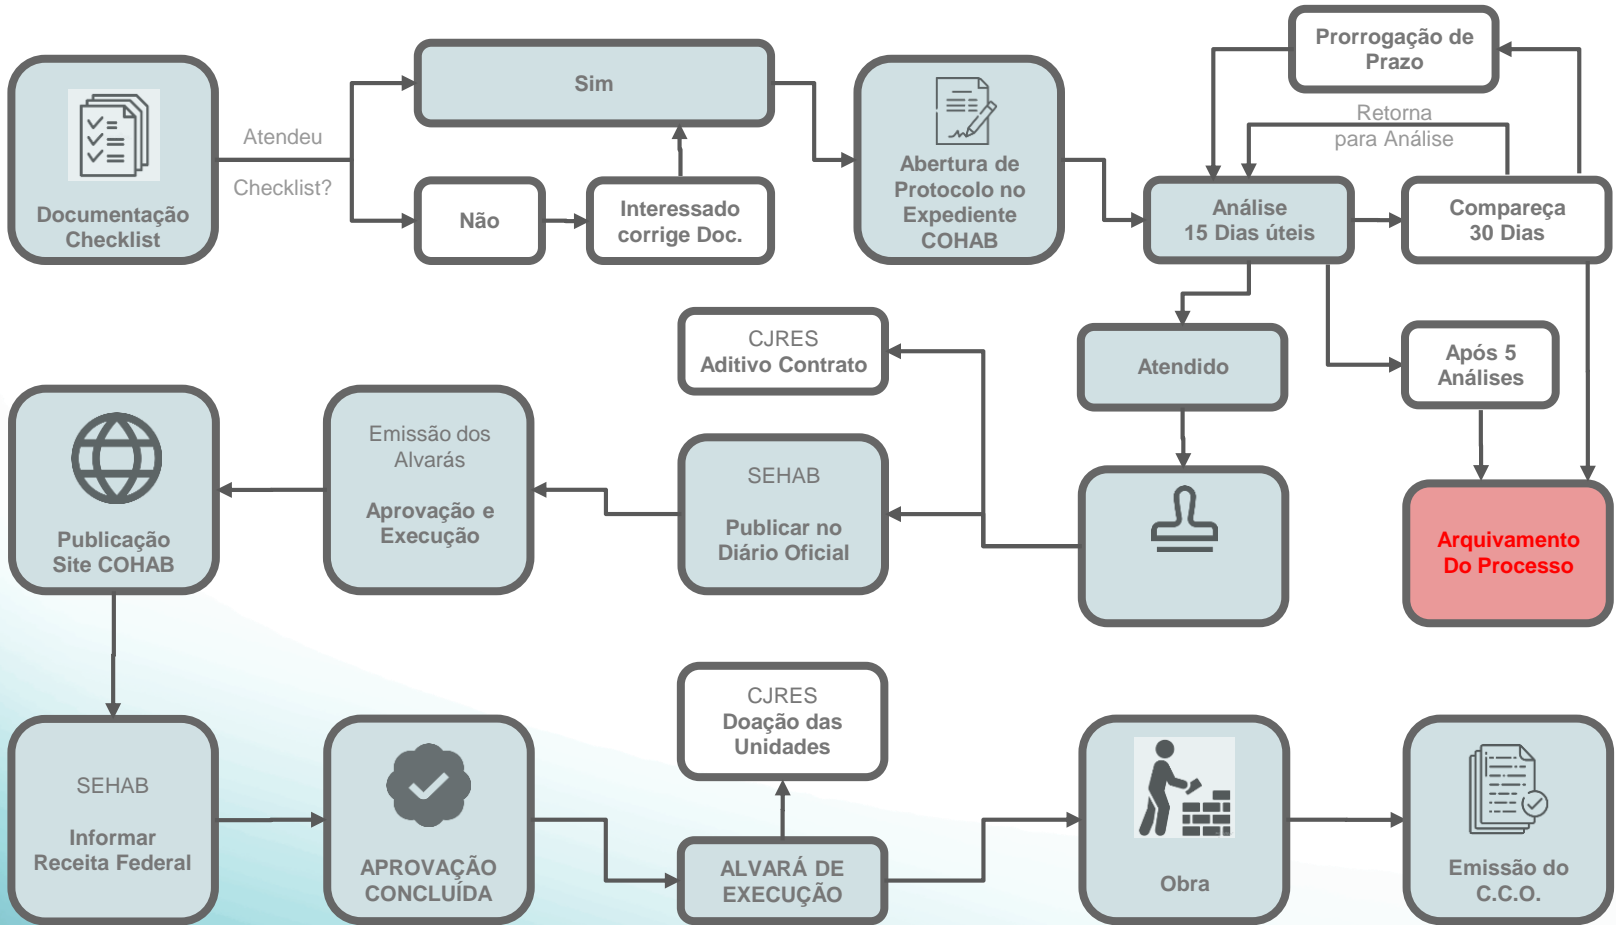 Documentação
Checklist
Atendeu
Checklist?
Sim
Não
Interessado
corrige Doc.
Abertura de
Protocolo no
Expediente
COHAB
Análise
15 Dias úteis
Prorrogação de
Prazo
Retorna
para Análise
Compareça
30 Dias
Após 5
Análises
Arquivamento
Do Processo
Atendido
CJRES
Aditivo Contrato
SEHAB
Publicar no
Diário Oficial
Emissão dos
Alvarás
Aprovação e
Execução
Publicação
Site COHAB
SEHAB
Informar
Receita Federal
APROVAÇÃO
CONCLUÍDA
CJRES
Doação das
Unidades
ALVARÁ DE
EXECUÇÃO
Obra
Emissão do
C.C.O.